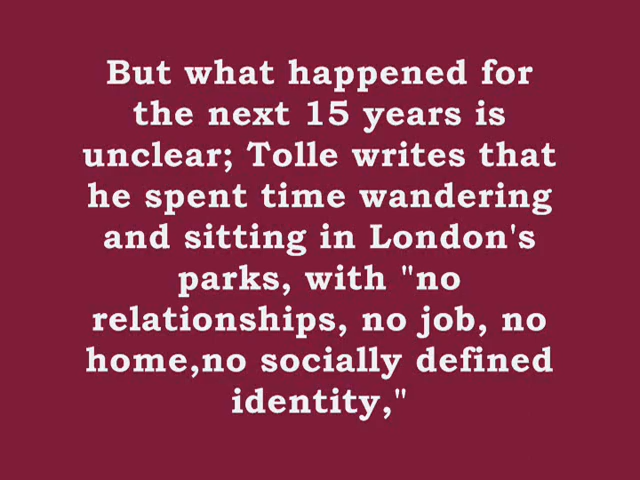 But what happened for
the next 15 years is
unclear; Tolle writes that
he spent time wandering
and sitting in London's
parks, with "no
relationships, no job, no
home,no socially defined
identity,"